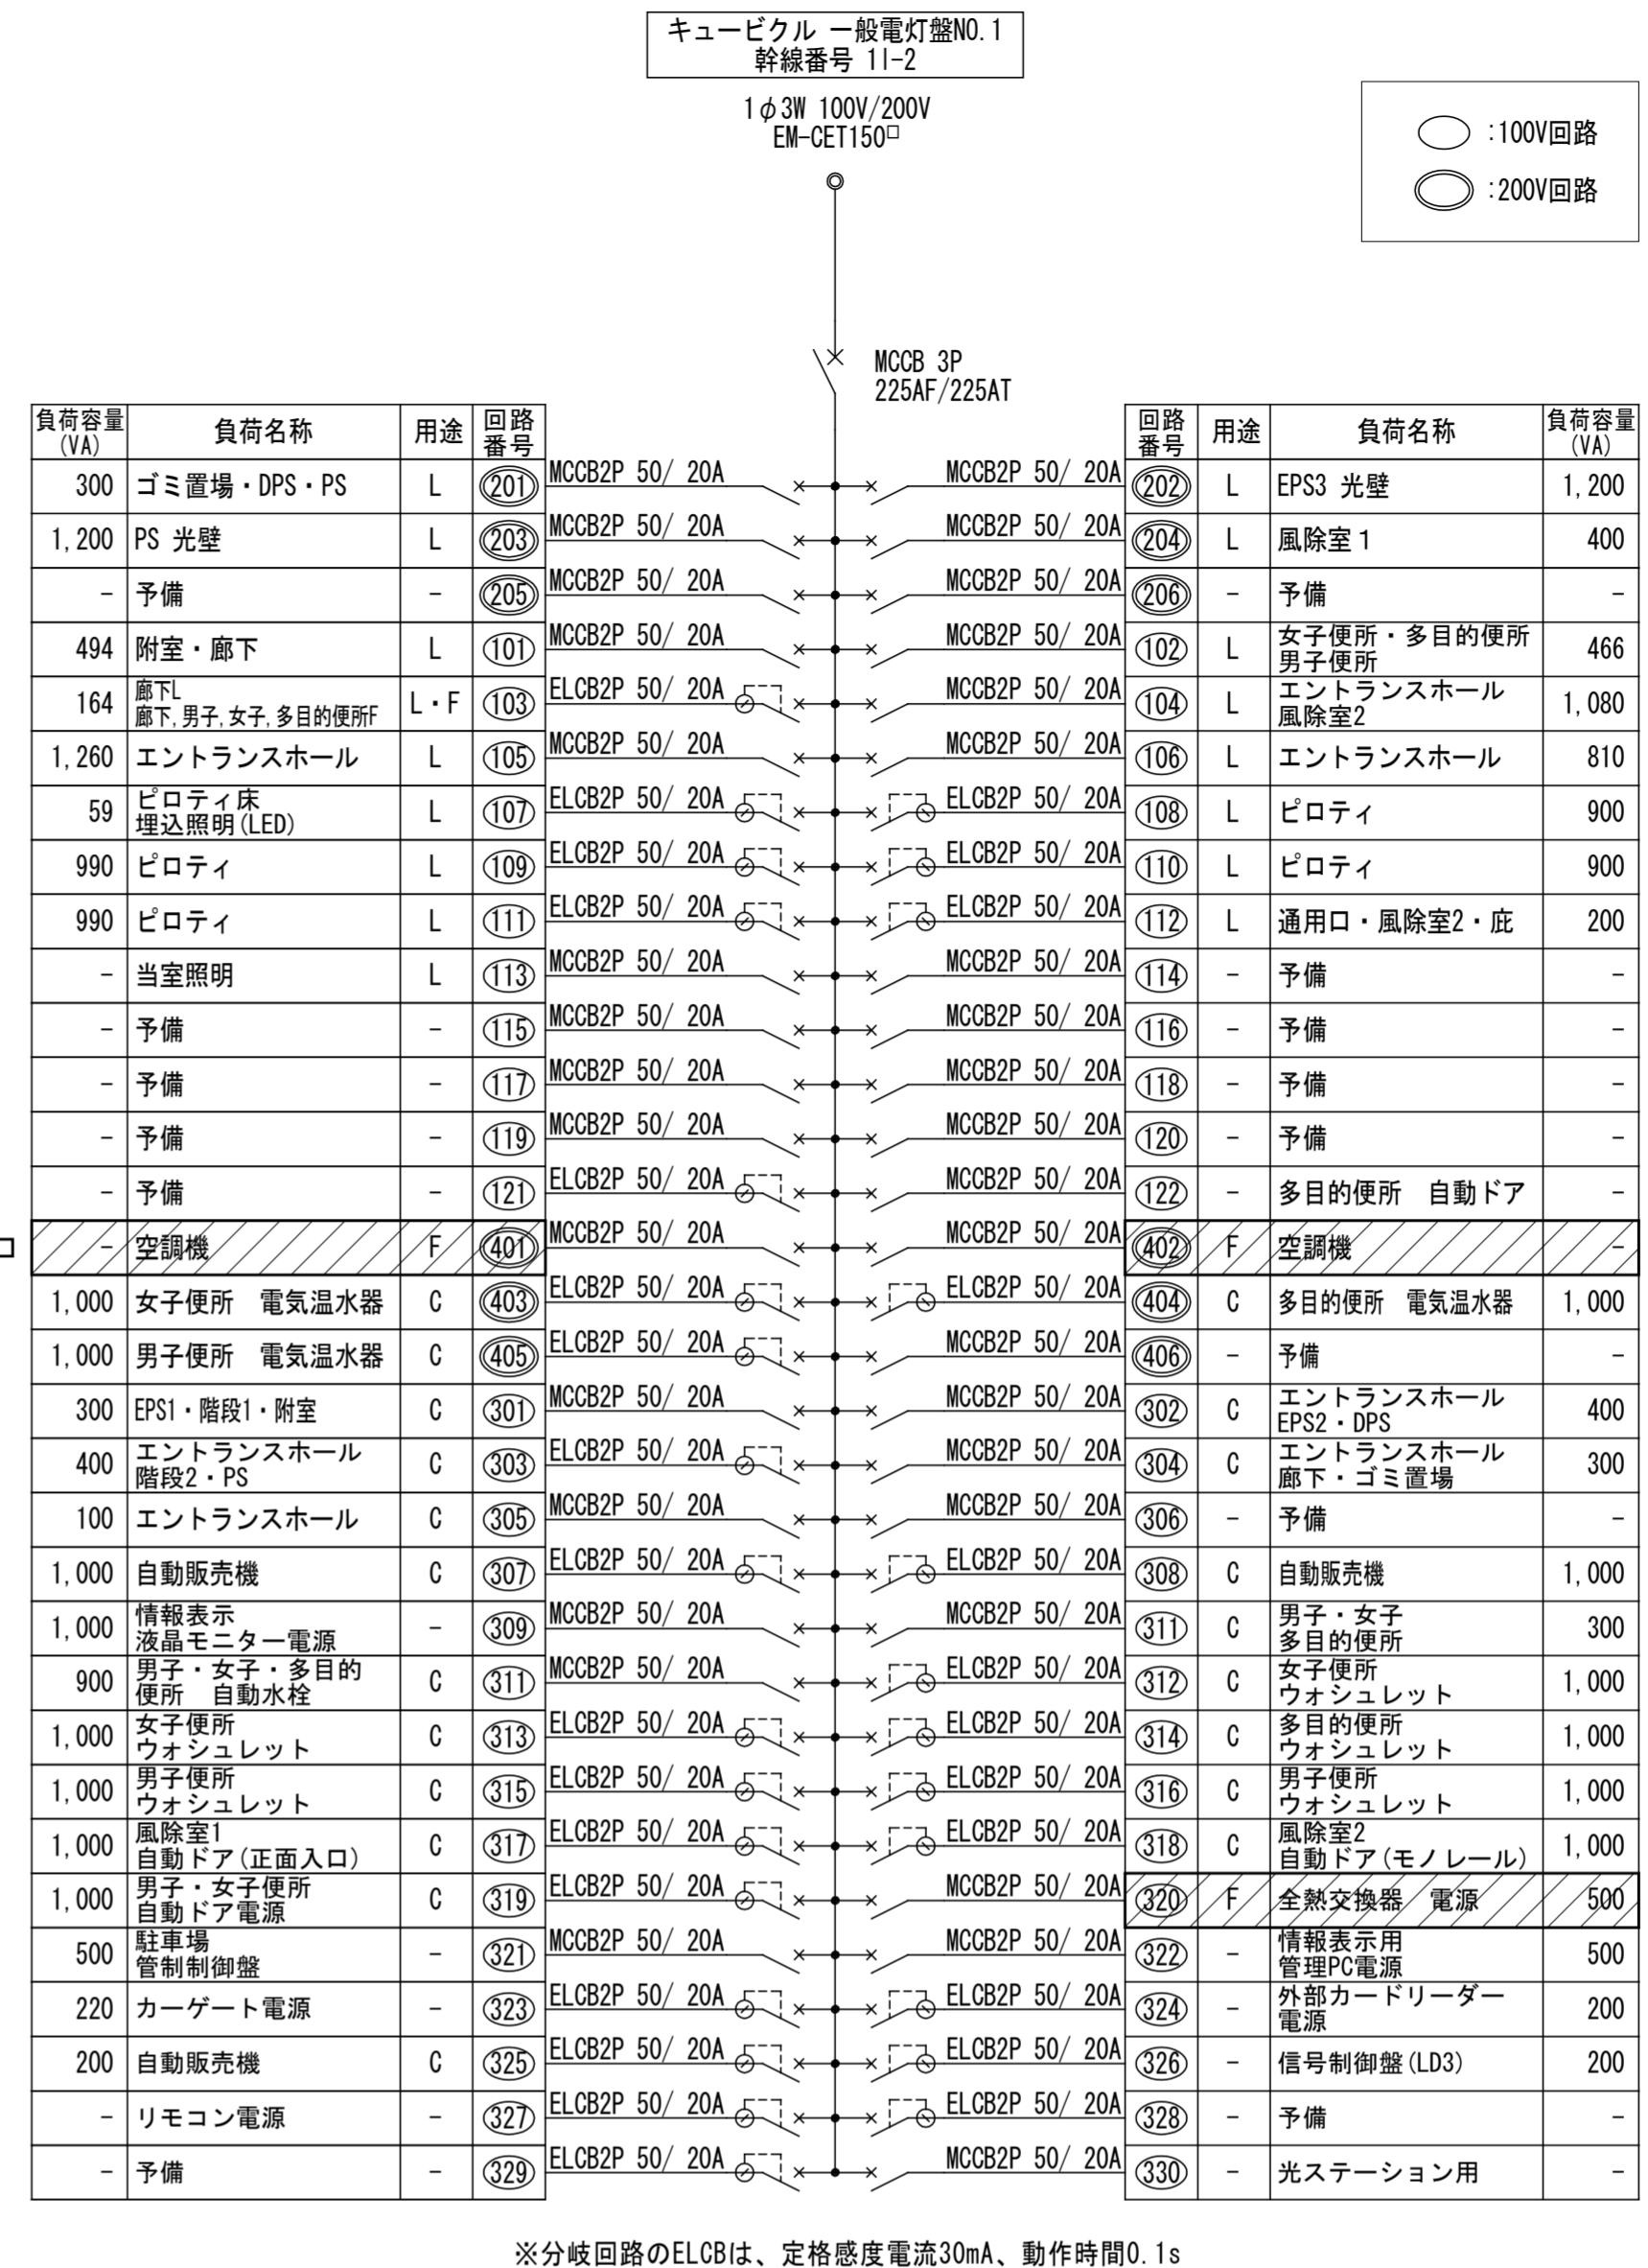 キュービクル 一般電灯盤NO.1
幹線番号 1l-2
1φ3W 100V/200V
EM-CET150□
:100V回路
:200V回路
MCCB 3P
225AF/225AT
負荷容量(VA) 負荷名称 用途 回路番号 回路番号 用途 負荷名称 負荷容量(VA)
300 ゴミ置場・DPS・PS L 201 MCCB2P 50/ 20A MCCB2P 50/ 20A 202 L EPS3 光壁 1,200
1,200 PS 光壁 L 203 MCCB2P 50/ 20A MCCB2P 50/ 20A 204 L 風除室1 400
- 予備 - 205 MCCB2P 50/ 20A MCCB2P 50/ 20A 206 - 予備 -
494 附室・廊下 L 101 MCCB2P 50/ 20A MCCB2P 50/ 20A 102 L 女子便所・多目的便所 男子便所 466
164 廊下L 廊下,男子,女子,多目的便所F L・F 103 ELCB2P 50/ 20A MCCB2P 50/ 20A 104 L エントランスホール 風除室2 1,080
1,260 エントランスホール L 105 MCCB2P 50/ 20A MCCB2P 50/ 20A 106 L エントランスホール 810
59 ピロティ床 埋込照明(LED) L 107 ELCB2P 50/ 20A ELCB2P 50/ 20A 108 L ピロティ 900
990 ピロティ L 109 ELCB2P 50/ 20A ELCB2P 50/ 20A 110 L ピロティ 900
990 ピロティ L 111 ELCB2P 50/ 20A ELCB2P 50/ 20A 112 L 通用口・風除室2・庇 200
- 当室照明 L 113 MCCB2P 50/ 20A MCCB2P 50/ 20A 114 - 予備 -
- 予備 - 115 MCCB2P 50/ 20A MCCB2P 50/ 20A 116 - 予備 -
- 予備 - 117 MCCB2P 50/ 20A MCCB2P 50/ 20A 118 - 予備 -
- 予備 - 119 MCCB2P 50/ 20A MCCB2P 50/ 20A 120 - 予備 -
- 予備 - 121 ELCB2P 50/ 20A MCCB2P 50/ 20A 122 - 多目的便所 自動ドア -
- 空調機 F 401 MCCB2P 50/ 20A MCCB2P 50/ 20A 402 F 空調機 -
1,000 女子便所 電気温水器 C 403 ELCB2P 50/ 20A ELCB2P 50/ 20A 404 C 多目的便所 電気温水器 1,000
1,000 男子便所 電気温水器 C 405 ELCB2P 50/ 20A MCCB2P 50/ 20A 406 - 予備 -
300 EPS1・階段1・附室 C 301 MCCB2P 50/ 20A MCCB2P 50/ 20A 302 C エントランスホール EPS2・DPS 400
400 エントランスホール 階段2・PS C 303 ELCB2P 50/ 20A MCCB2P 50/ 20A 304 C エントランスホール 廊下・ゴミ置場 300
100 エントランスホール C 305 MCCB2P 50/ 20A MCCB2P 50/ 20A 306 - 予備 -
1,000 自動販売機 C 307 ELCB2P 50/ 20A ELCB2P 50/ 20A 308 C 自動販売機 1,000
1,000 情報表示 液晶モニター電源 - 309 MCCB2P 50/ 20A MCCB2P 50/ 20A 311 C 男子・女子 多目的便所 300
900 男子・女子・多目的 便所 自動水栓 C 311 MCCB2P 50/ 20A ELCB2P 50/ 20A 312 C 女子便所 ウォシュレット 1,000
1,000 女子便所 ウォシュレット C 313 ELCB2P 50/ 20A ELCB2P 50/ 20A 314 C 多目的便所 ウォシュレット 1,000
1,000 男子便所 ウォシュレット C 315 ELCB2P 50/ 20A ELCB2P 50/ 20A 316 C 男子便所 ウォシュレット 1,000
1,000 風除室1 自動ドア(正面入口) C 317 ELCB2P 50/ 20A ELCB2P 50/ 20A 318 C 風除室2 自動ドア(モノレール) 1,000
1,000 男子・女子便所 自動ドア電源 C 319 ELCB2P 50/ 20A MCCB2P 50/ 20A 320 F 全熱交換器 電源 500
500 駐車場 管制制御盤 - 321 MCCB2P 50/ 20A MCCB2P 50/ 20A 322 - 情報表示用 管理PC電源 500
220 カーゲート電源 - 323 ELCB2P 50/ 20A ELCB2P 50/ 20A 324 - 外部カードリーダー 電源 200
200 自動販売機 C 325 ELCB2P 50/ 20A ELCB2P 50/ 20A 326 - 信号制御盤(LD3) 200
- リモコン電源 - 327 ELCB2P 50/ 20A ELCB2P 50/ 20A 328 - 予備 -
- 予備 - 329 ELCB2P 50/ 20A MCCB2P 50/ 20A 330 - 光ステーション用 -
※分岐回路のELCBは、定格感度電流30mA、動作時間0.1s